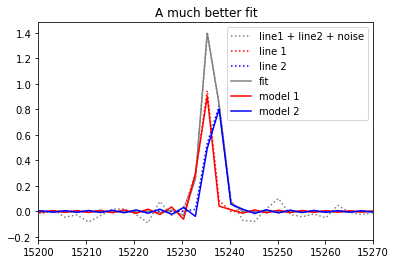 A much better fit
line1 + line2 + noise
line 1
line 2
fit
model 1
model 2
1.4
1.2
1.0
0.8
0.6
0.4
0.2
0.0
−0.2
15200
15210
15220
15230
15240
15250
15260
15270